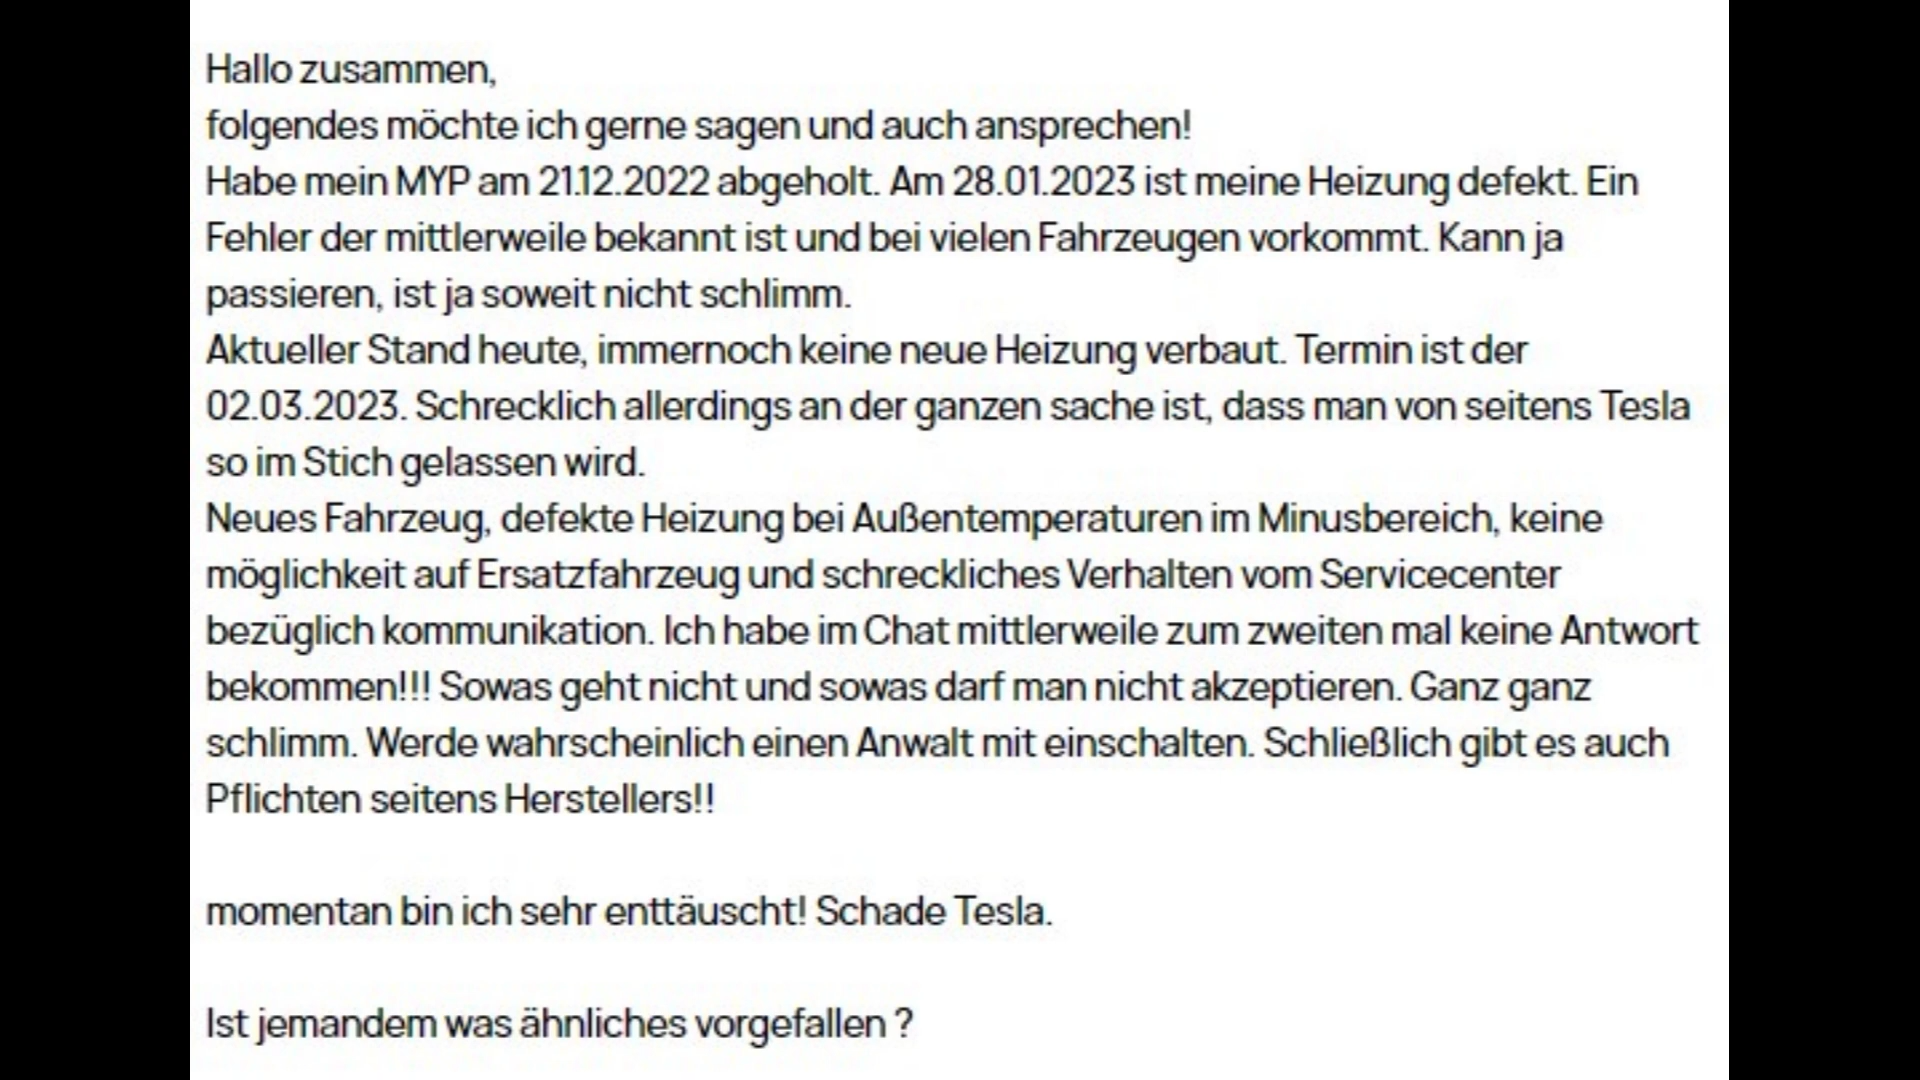 Hallo zusammen,
folgendes möchte ich gerne sagen und auch ansprechen!
Habe mein MYP am 21.12.2022 abgeholt. Am 28.01.2023 ist meine Heizung defekt. Ein
Fehler der mittlerweile bekannt ist und bei vielen Fahrzeugen vorkommt. Kann ja
passieren, ist ja soweit nicht schlimm.
Aktueller Stand heute, immernoch keine neue Heizung verbaut. Termin ist der
02.03.2023. Schrecklich allerdings an der ganzen sache ist, dass man von seitens Tesla
so im Stich gelassen wird.
Neues Fahrzeug, defekte Heizung bei Außentemperaturen im Minusbereich, keine
möglichkeit auf Ersatzfahrzeug und schreckliches Verhalten vom Servicecenter
bezüglich kommunikation. Ich habe im Chat mittlerweile zum zweiten mal keine Antwort
bekommen!!! Sowas geht nicht und sowas darf man nicht akzeptieren. Ganz ganz
schlimm. Werde wahrscheinlich einen Anwalt mit einschalten. Schließlich gibt es auch
Pflichten seitens Herstellers!!
momentan bin ich sehr enttäuscht! Schade Tesla.
Ist jemandem was ähnliches vorgefallen ?